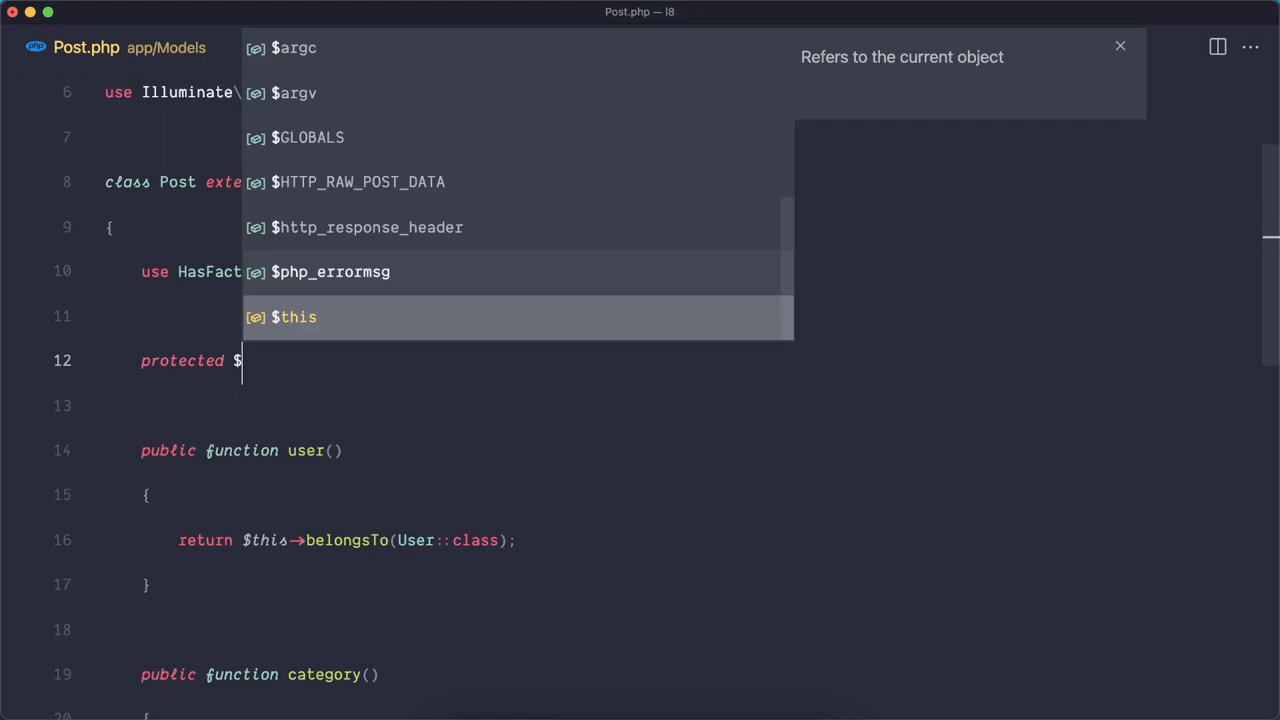 Post.php — l8
php Post.php app/Models
$argc
Refers to the current object
$argv
$GLOBALS
$HTTP_RAW_POST_DATA
$http_response_header
$php_errormsg
$this
6 use Illuminate\
7
8 class Post exte
9 {
10 use HasFact
11
12 protected $
13
14 public function user()
15 {
16 return $this->belongsTo(User::class);
17 }
18
19 public function category()
20 {